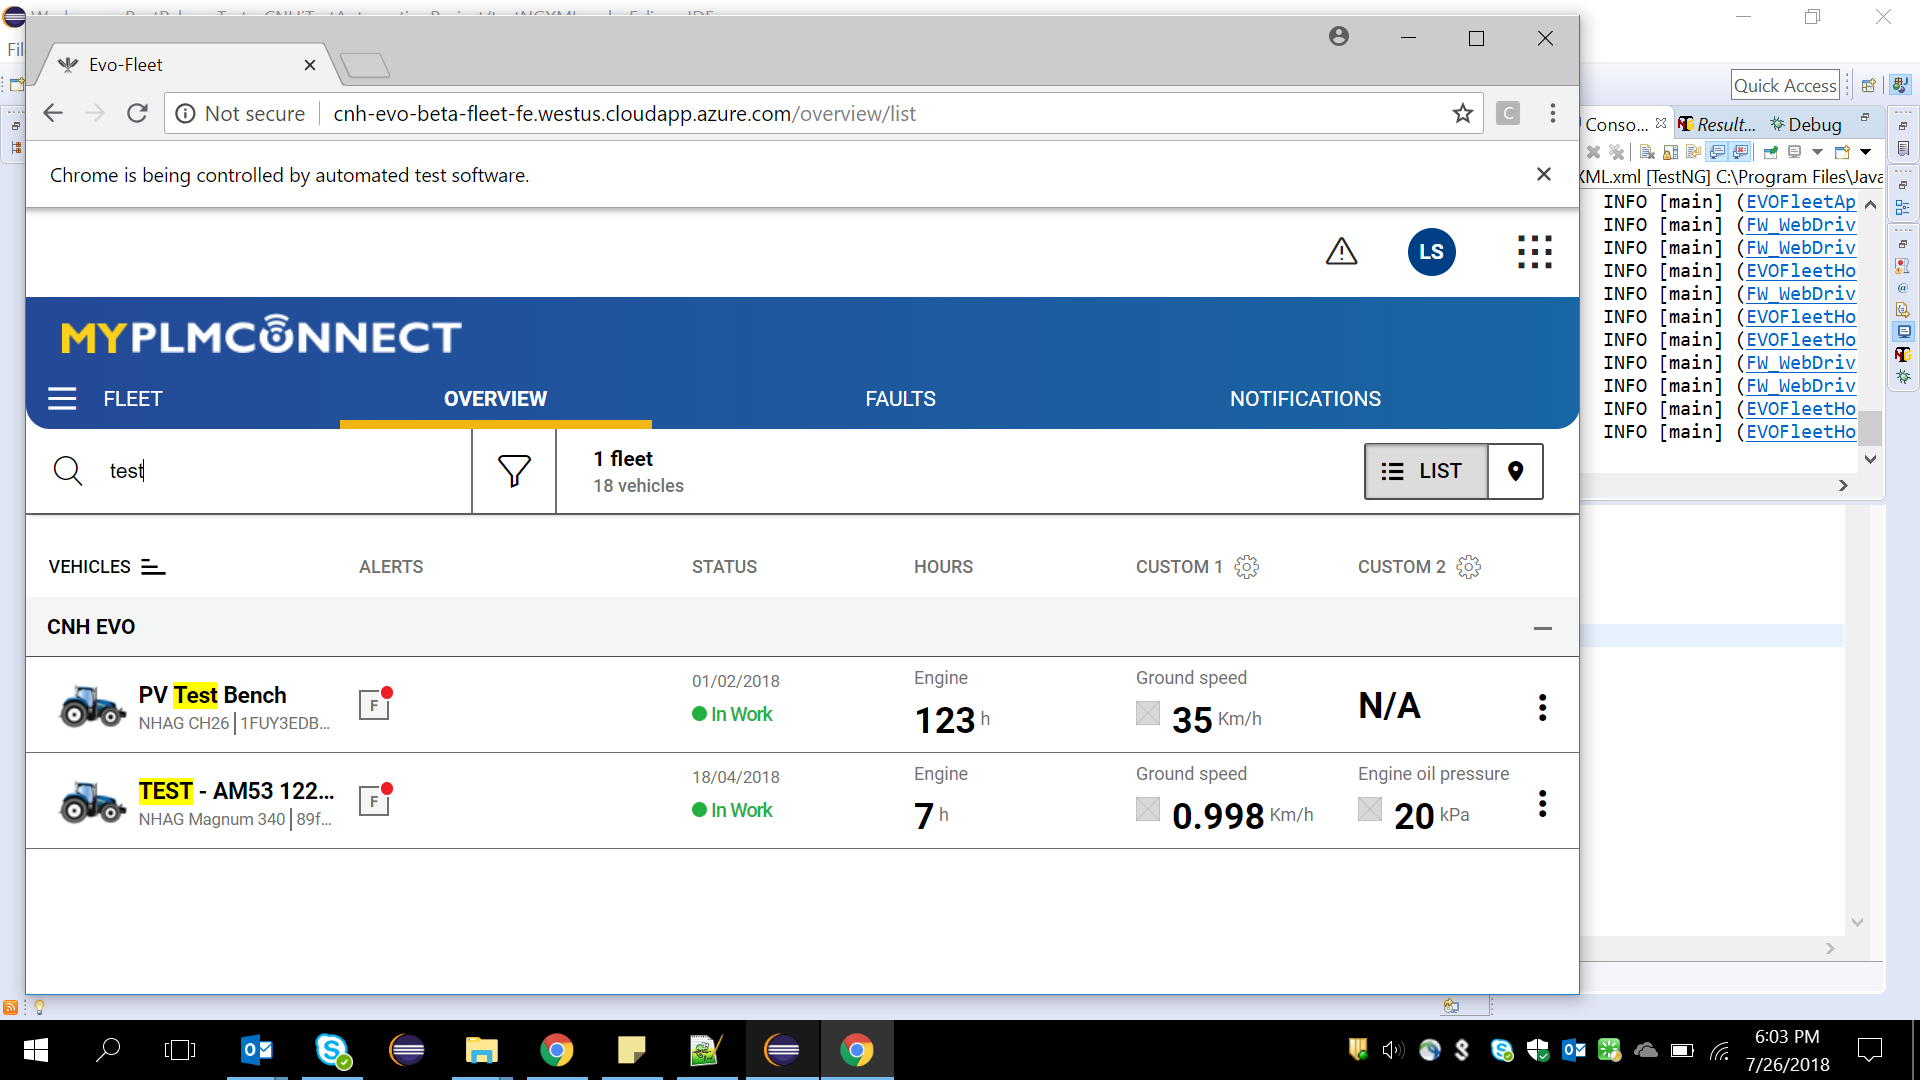 Evo-Fleet
Not secure
cnh-evo-beta-fleet-fe.westus.cloudapp.azure.com/overview/list
C
Chrome is being controlled by automated test software.
LS
MYPLMCONNECT
FLEET
OVERVIEW
FAULTS
NOTIFICATIONS
test
1 fleet
18 vehicles
LIST
VEHICLES
ALERTS
STATUS
HOURS
CUSTOM 1
CUSTOM 2
CNH EVO
PV Test Bench
NHAG CH26 | 1FUY3EDB...
F
01/02/2018
In Work
Engine
123 h
Ground speed
35 Km/h
N/A
TEST - AM53 122...
NHAG Magnum 340 | 89f...
F
18/04/2018
In Work
Engine
7 h
Ground speed
0.998 Km/h
Engine oil pressure
20 kPa
Fil
Quick Access
Conso...
Result...
Debug
XML.xml [TestNG] C:\Program Files\Java
INFO [main] (EVOFleetAp
INFO [main] (FW_WebDriv
INFO [main] (FW_WebDriv
INFO [main] (EVOFleetHo
INFO [main] (FW_WebDriv
INFO [main] (EVOFleetHo
INFO [main] (EVOFleetHo
INFO [main] (FW_WebDriv
INFO [main] (FW_WebDriv
INFO [main] (EVOFleetHo
INFO [main] (EVOFleetHo
6:03 PM
7/26/2018